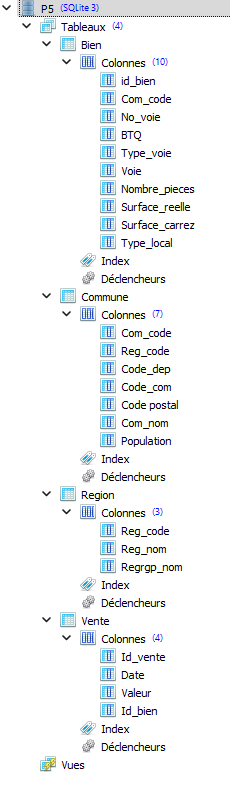 P5 (SQLite 3)
Tableaux (4)
Bien
Colonnes (10)
id_bien
Com_code
No_voie
BTQ
Type_voie
Voie
Nombre_pieces
Surface_reelle
Surface_carrez
Type_local
Index
Déclencheurs
Commune
Colonnes (7)
Com_code
Reg_code
Code_dep
Code_com
Code postal
Com_nom
Population
Index
Déclencheurs
Region
Colonnes (3)
Reg_code
Reg_nom
Regrgp_nom
Index
Déclencheurs
Vente
Colonnes (4)
Id_vente
Date
Valeur
Id_bien
Index
Déclencheurs
Vues